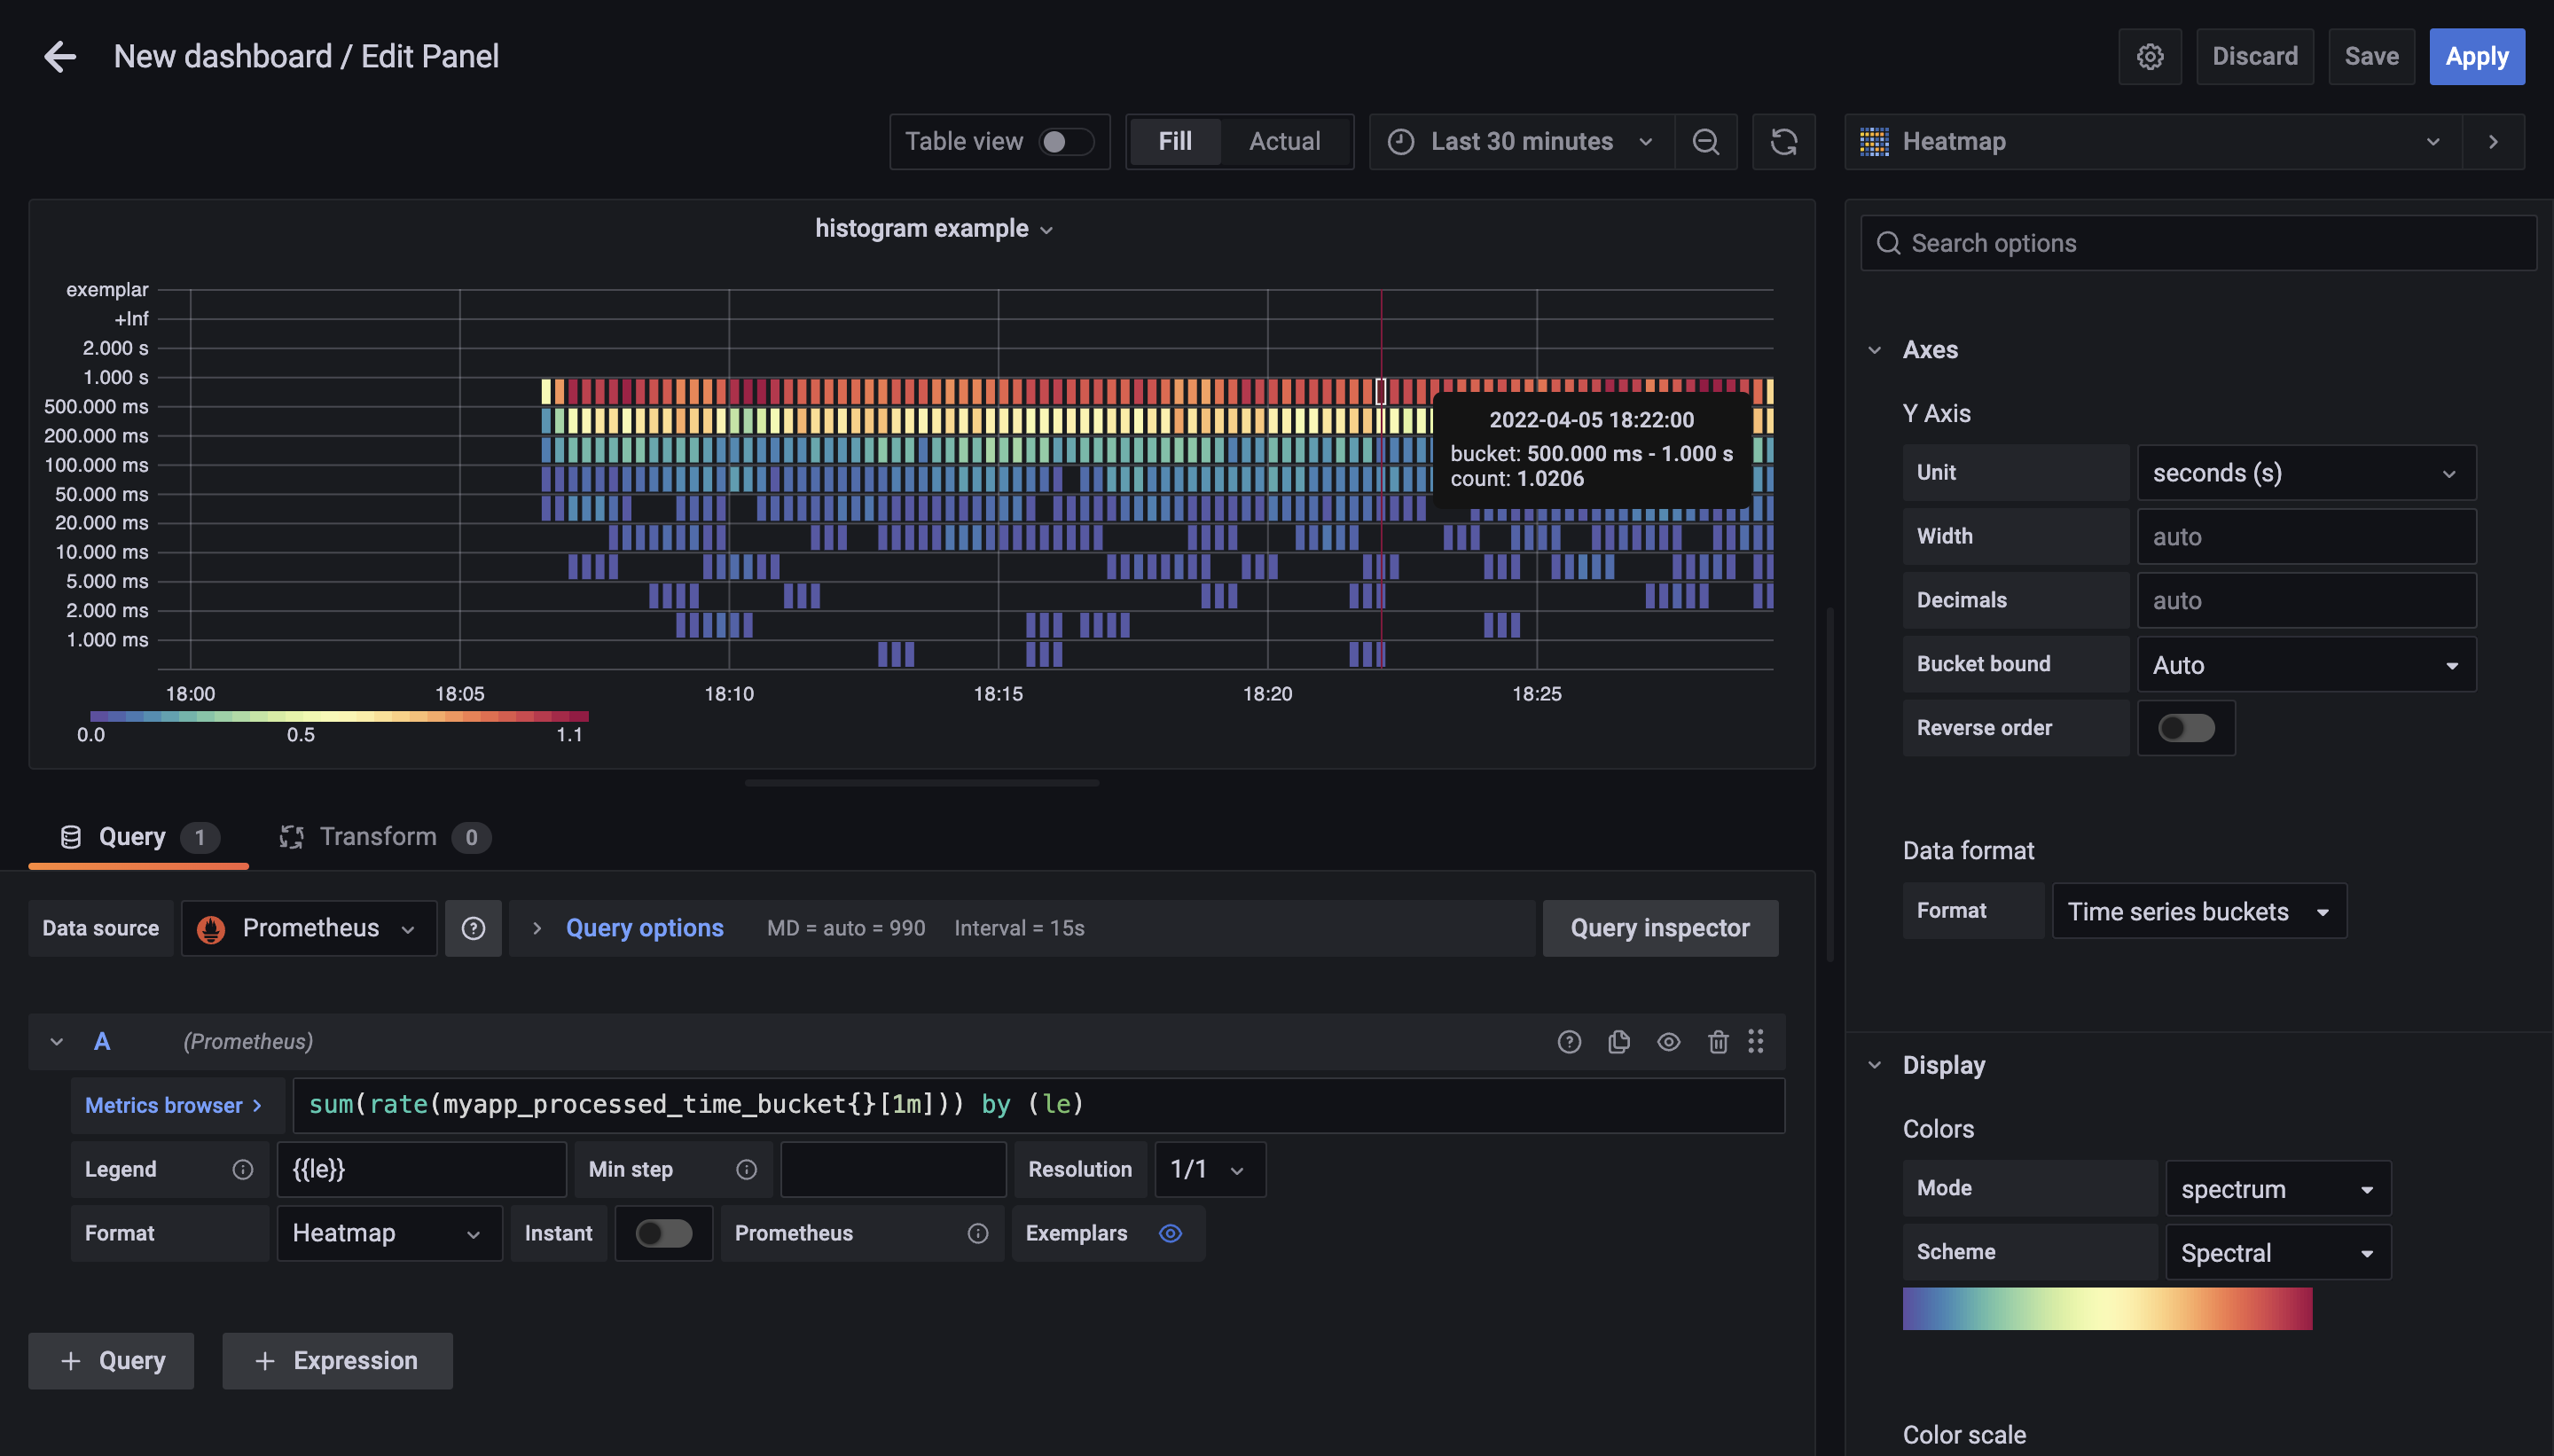 New dashboard / Edit Panel
Discard Save Apply
Table view Fill Actual Last 30 minutes Heatmap
histogram example
exemplar
+Inf
2.000 s
1.000 s
500.000 ms
200.000 ms
100.000 ms
50.000 ms
20.000 ms
10.000 ms
5.000 ms
2.000 ms
1.000 ms
2022-04-05 18:22:00
bucket: 500.000 ms - 1.000 s
count: 1.0206
18:00 18:05 18:10 18:15 18:20 18:25
0.0 0.5 1.1
Query 1 Transform 0
Data source Prometheus Query options MD = auto = 990 Interval = 15s Query inspector
A (Prometheus)
Metrics browser > sum(rate(myapp_processed_time_bucket{}[1m])) by (le)
Legend {{le}} Min step Resolution 1/1
Format Heatmap Instant Prometheus Exemplars
+ Query + Expression
Search options
Axes
Y Axis
Unit seconds (s)
Width auto
Decimals auto
Bucket bound Auto
Reverse order
Data format
Format Time series buckets
Display
Colors
Mode spectrum
Scheme Spectral
Color scale